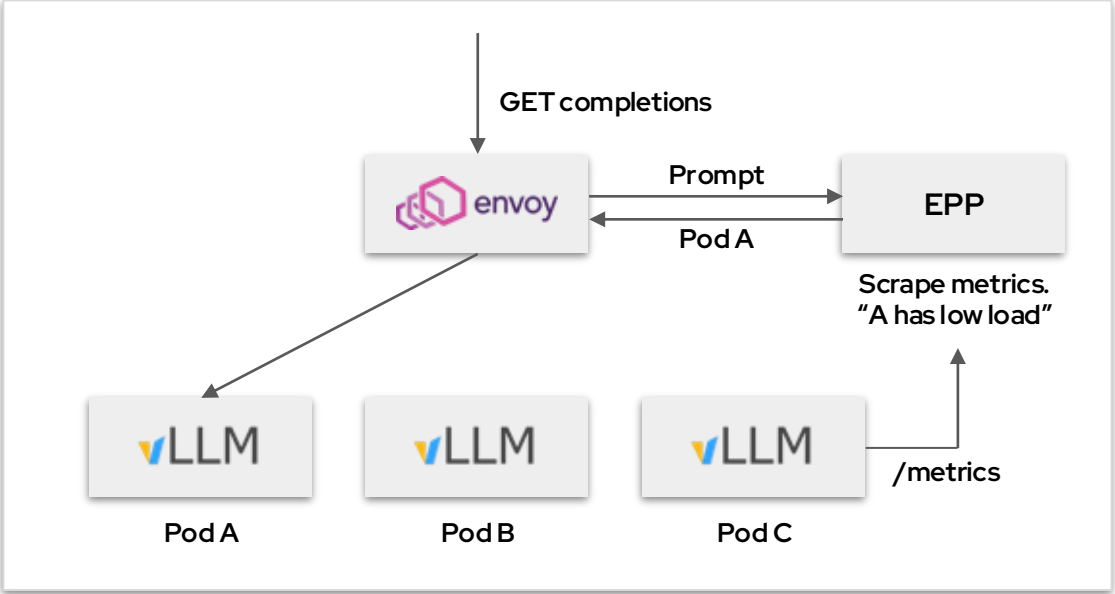 GET completions
envoy
Prompt
EPP
Pod A
Scrape metrics.
“A has low load”
vLLM
vLLM
vLLM
/metrics
Pod A
Pod B
Pod C